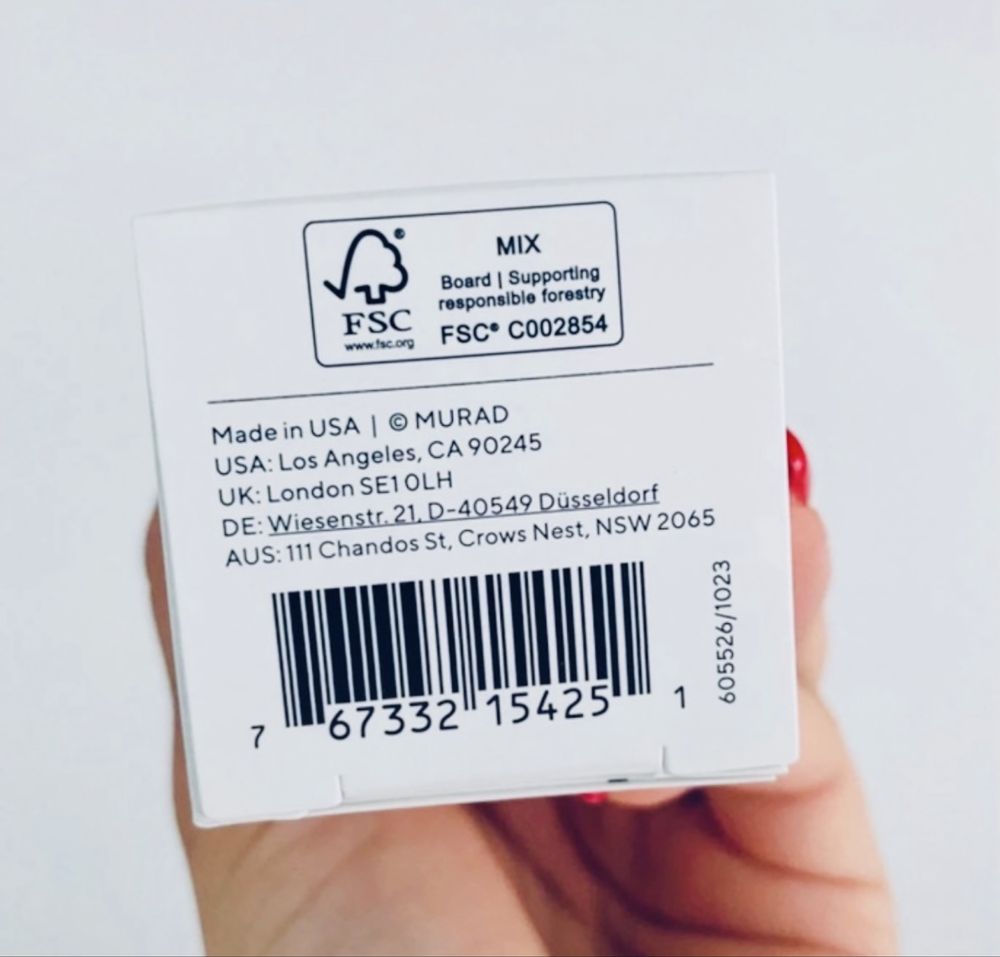 MIX
Board | Supporting
responsible forestry
FSC® C002854
®
FSC
www.fsc.org
Made in USA | © MURAD
USA: Los Angeles, CA 90245
UK: London SE1 0LH
DE: Wiesenstr. 21, D-40549 Düsseldorf
AUS: 111 Chandos St, Crows Nest, NSW 2065
7 67332 15425 1
605526/1023